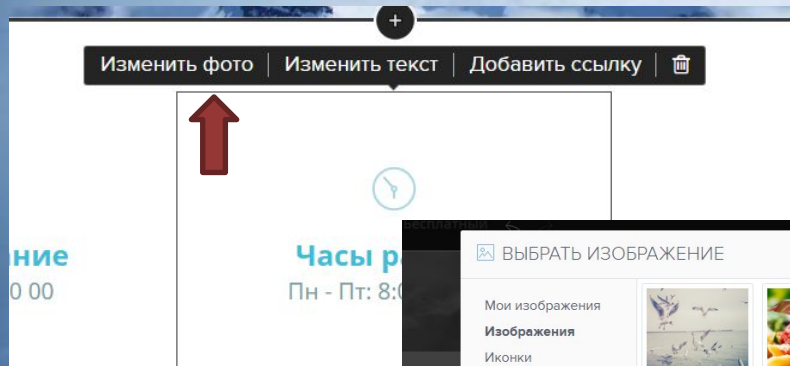 Изменить фото | Изменить текст | Добавить ссылку |
Бесплатный
ние
0 00
Часы р
Пн - Пт: 8:0
ВЫБРАТЬ ИЗОБРАЖЕНИЕ
Мои изображения
Изображения
Иконки